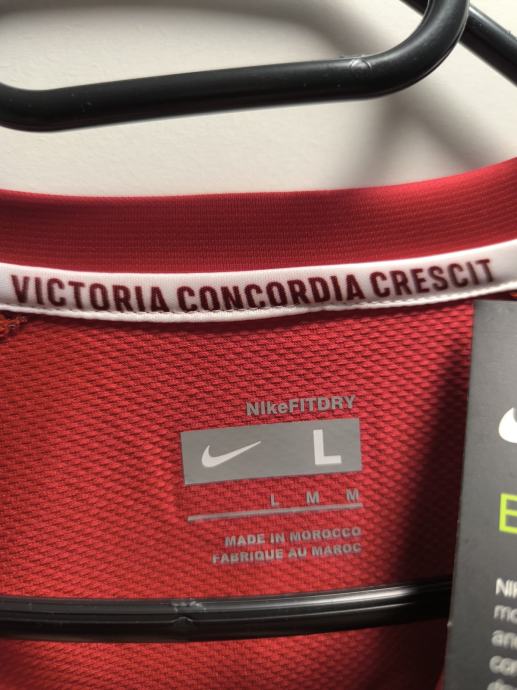 VICTORIA CONCORDIA CRESCIT
NIkeFITDRY
L
L M M
MADE IN MOROCCO
FABRIQUE AU MAROC